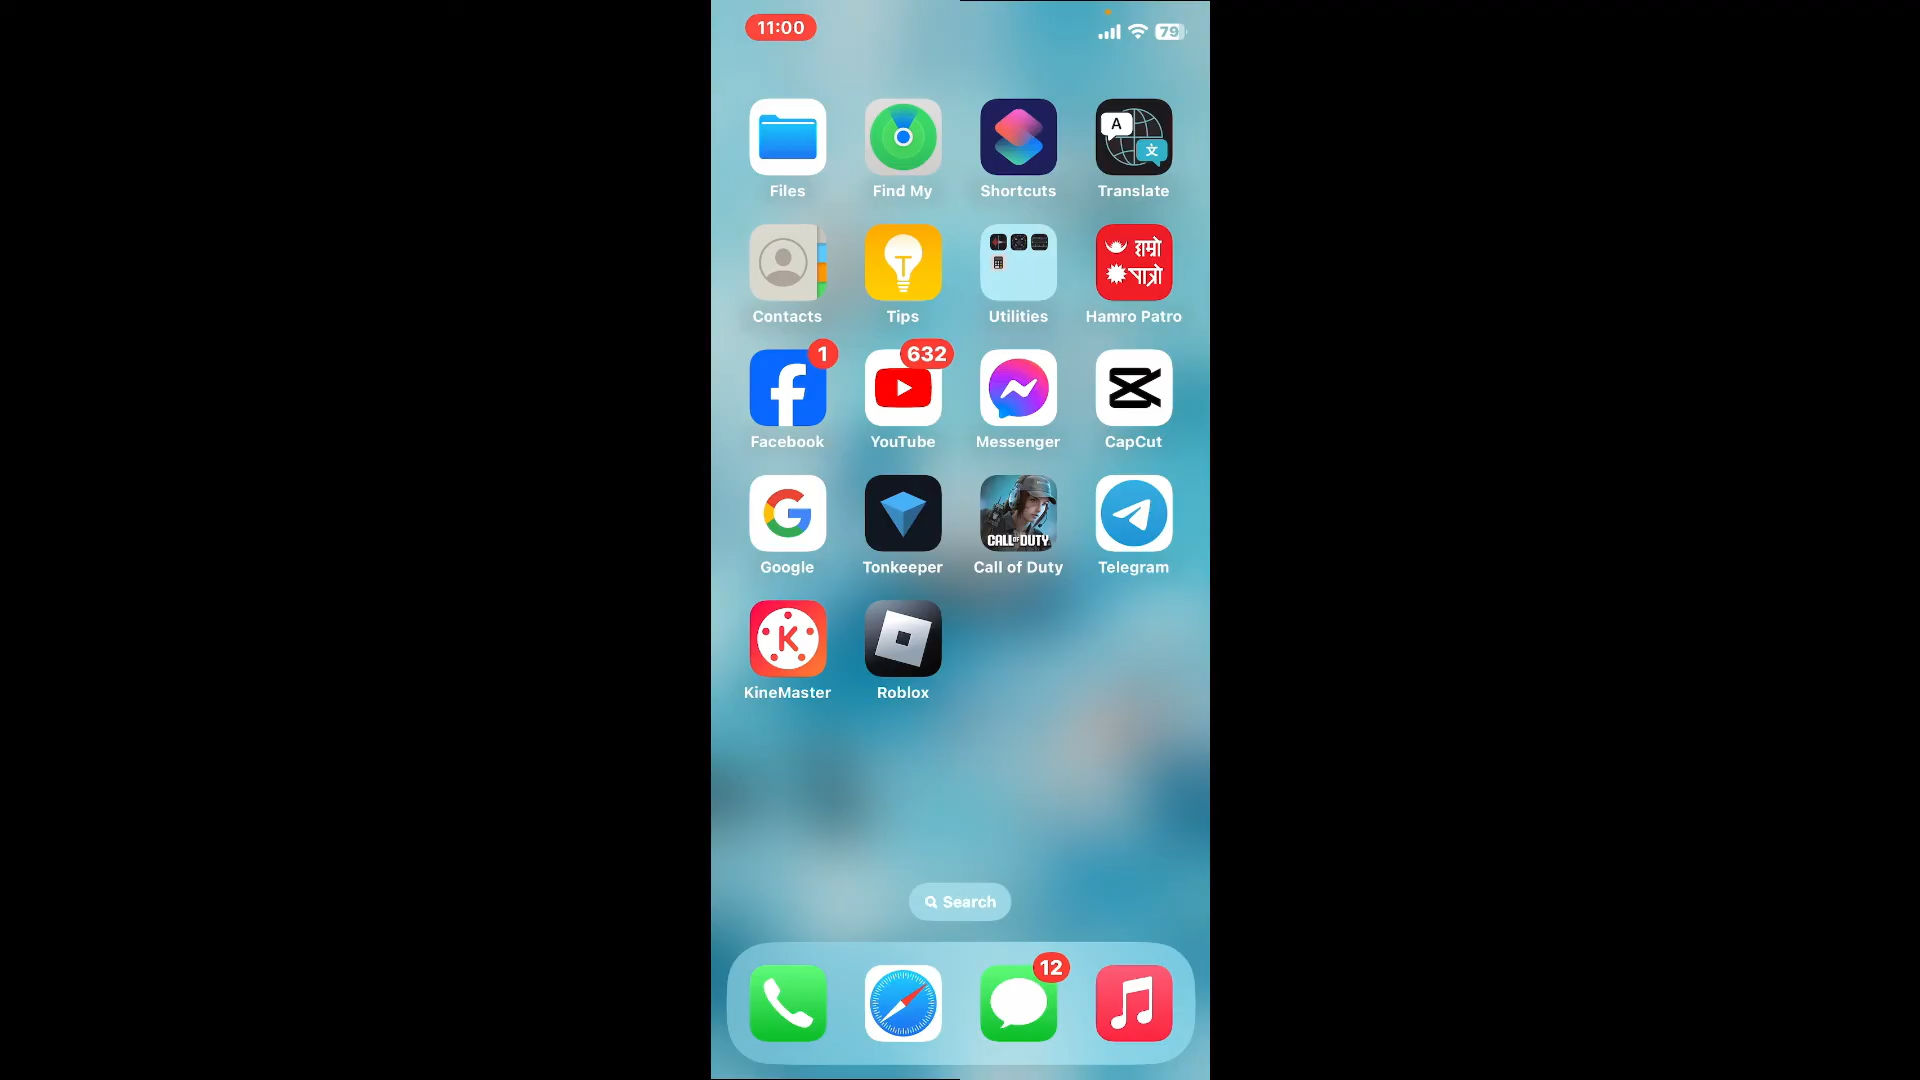 11:00
79
A
文
Files
Find My
Shortcuts
Translate
हाम्रो
पात्रो
Contacts
Tips
Utilities
Hamro Patro
1
632
Facebook
YouTube
Messenger
CapCut
CALL OF DUTY
Google
Tonkeeper
Call of Duty
Telegram
K
KineMaster
Roblox
Search
12